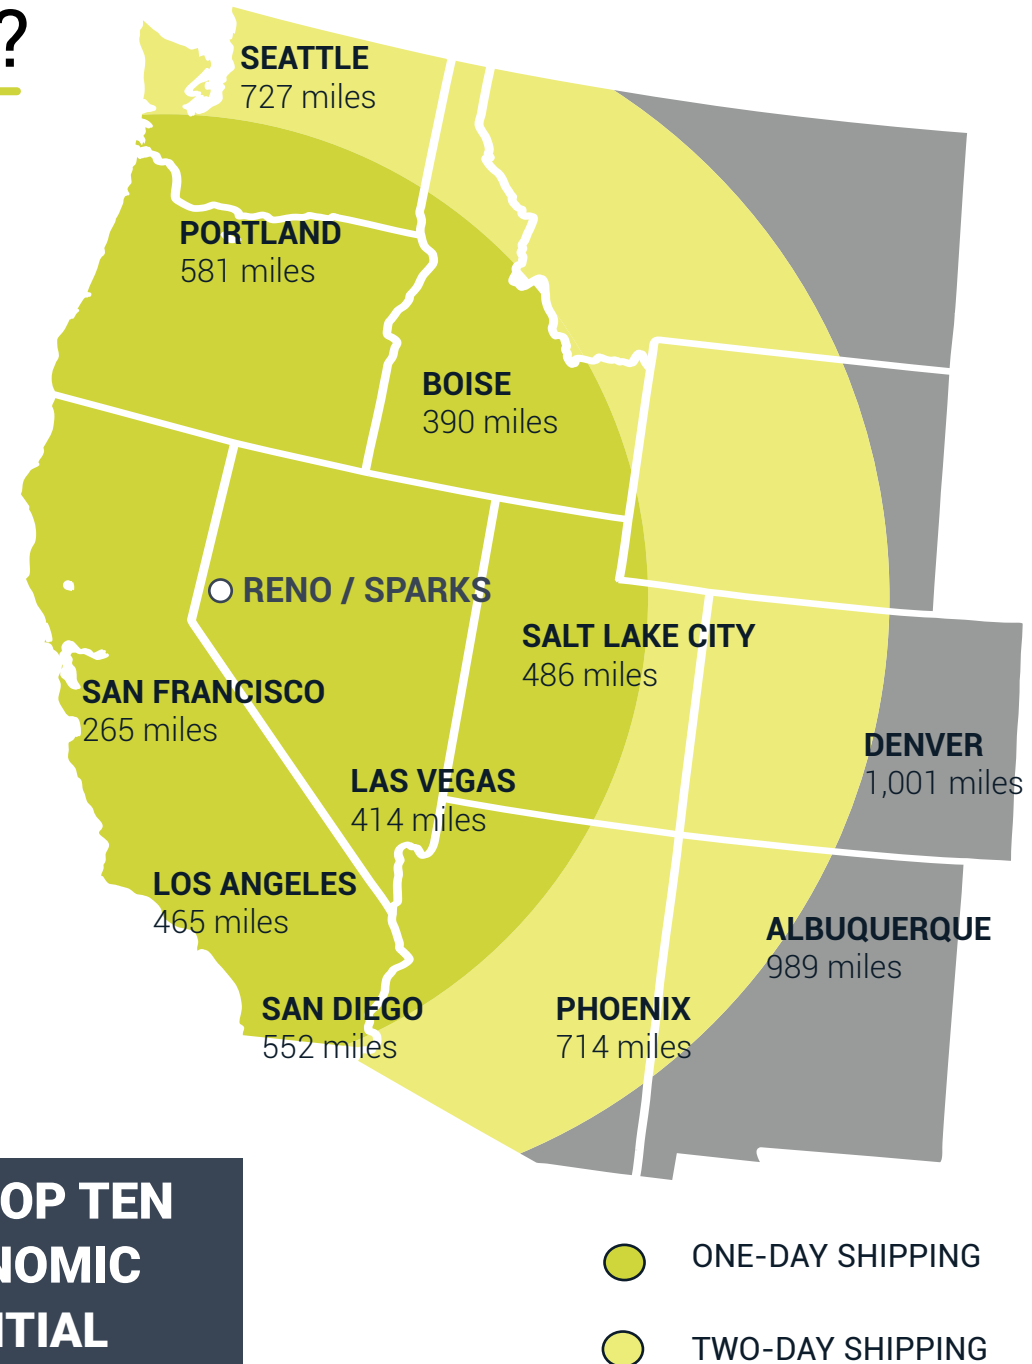 ?
SEATTLE
727 miles
PORTLAND
581 miles
BOISE
390 miles
RENO / SPARKS
SALT LAKE CITY
486 miles
SAN FRANCISCO
265 miles
DENVER
1,001 miles
LAS VEGAS
414 miles
LOS ANGELES
465 miles
ALBUQUERQUE
989 miles
SAN DIEGO
552 miles
PHOENIX
714 miles
OP TEN
NOMIC
TIAL
ONE-DAY SHIPPING
TWO-DAY SHIPPING